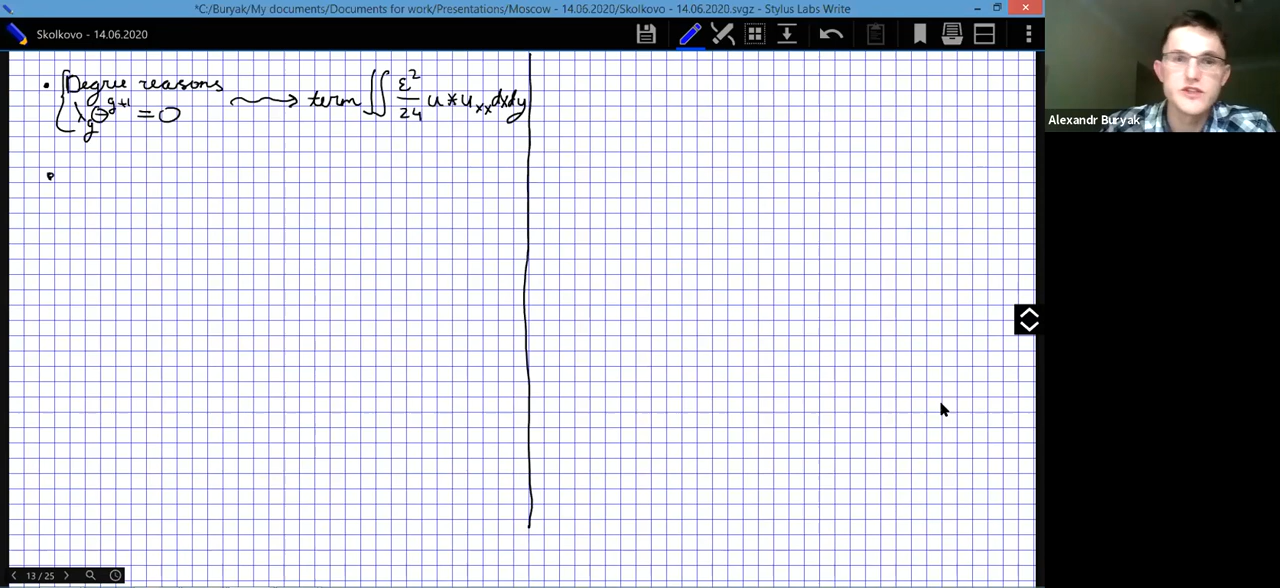 *C:/Buryak/My documents/Documents for work/Presentations/Moscow - 14.06.2020/Skolkovo - 14.06.2020.svgz - Stylus Labs Write
Skolkovo - 14.06.2020
• { Degree reasons
λ_g Θ_g^{g+1} = 0 ⟿ term ∬ ε²/24 u * u_xx dxdy
•
Alexandr Buryak
13 / 25